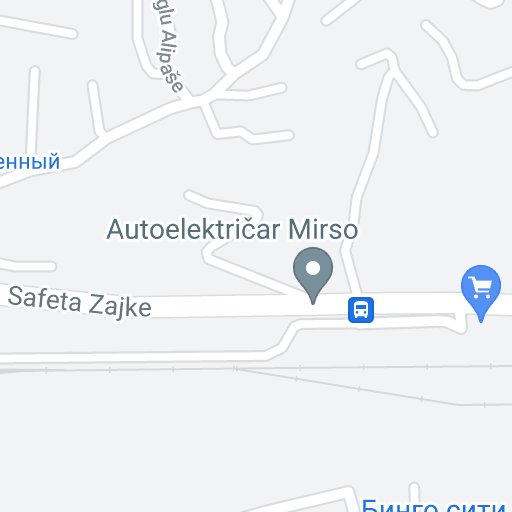 glu Alipaše
енный
Autoelektričar Mirso
Safeta Zajke
Бинго сити